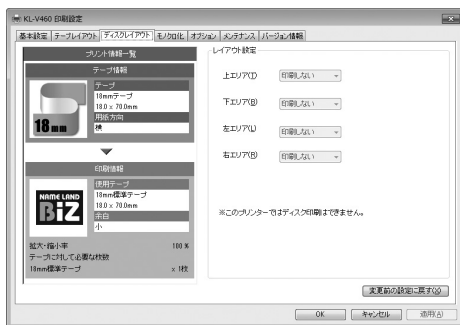 KL-V460 印刷設定
基本設定 テープレイアウト ディスクレイアウト モノクロ化 オプション メンテナンス バージョン情報
プリント情報一覧
テープ情報
テープ
18mmテープ
18.0 x 70.0mm
用紙方向
横
18mm
印刷情報
使用テープ
18mm標準テープ
18.0 x 70.0mm
余白
小
NAME LAND
BiZ
拡大・縮小率 100 %
テープに対して必要な枚数
18mm標準テープ x 1枚
レイアウト設定
上エリア(T) 印刷しない
下エリア(B) 印刷しない
左エリア(L) 印刷しない
右エリア(R) 印刷しない
※このプリンターではディスク印刷はできません。
変更前の設定に戻す(X)
OK キャンセル 適用(A)